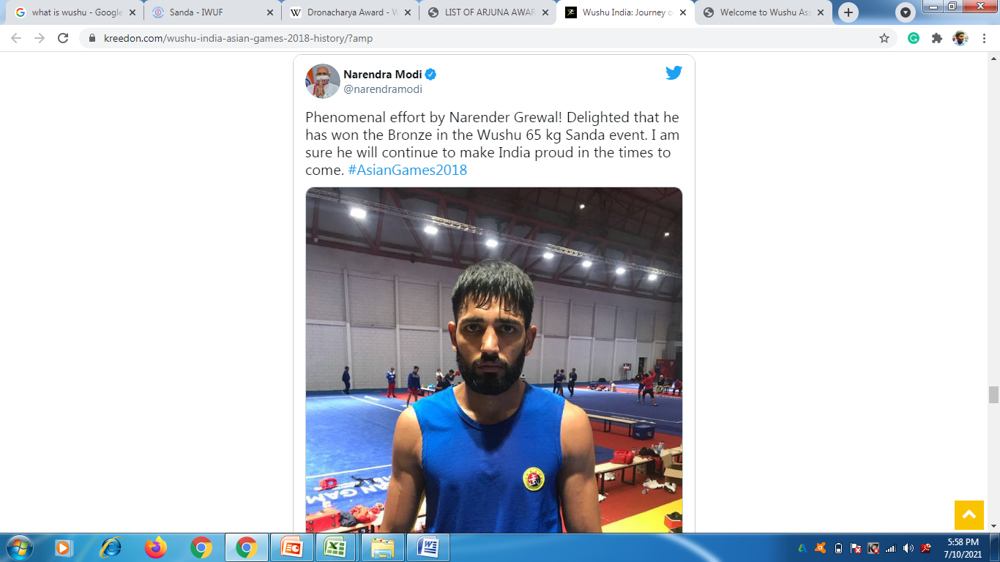 what is wushu - Google
Sanda - IWUF
Dronacharya Award - W
LIST OF ARJUNA AWAR
Wushu India: Journey o
Welcome to Wushu Ass
kreedon.com/wushu-india-asian-games-2018-history/?amp
Narendra Modi
@narendramodi
Phenomenal effort by Narender Grewal! Delighted that he
has won the Bronze in the Wushu 65 kg Sanda event. I am
sure he will continue to make India proud in the times to
come. #AsianGames2018
5:58 PM
7/10/2021